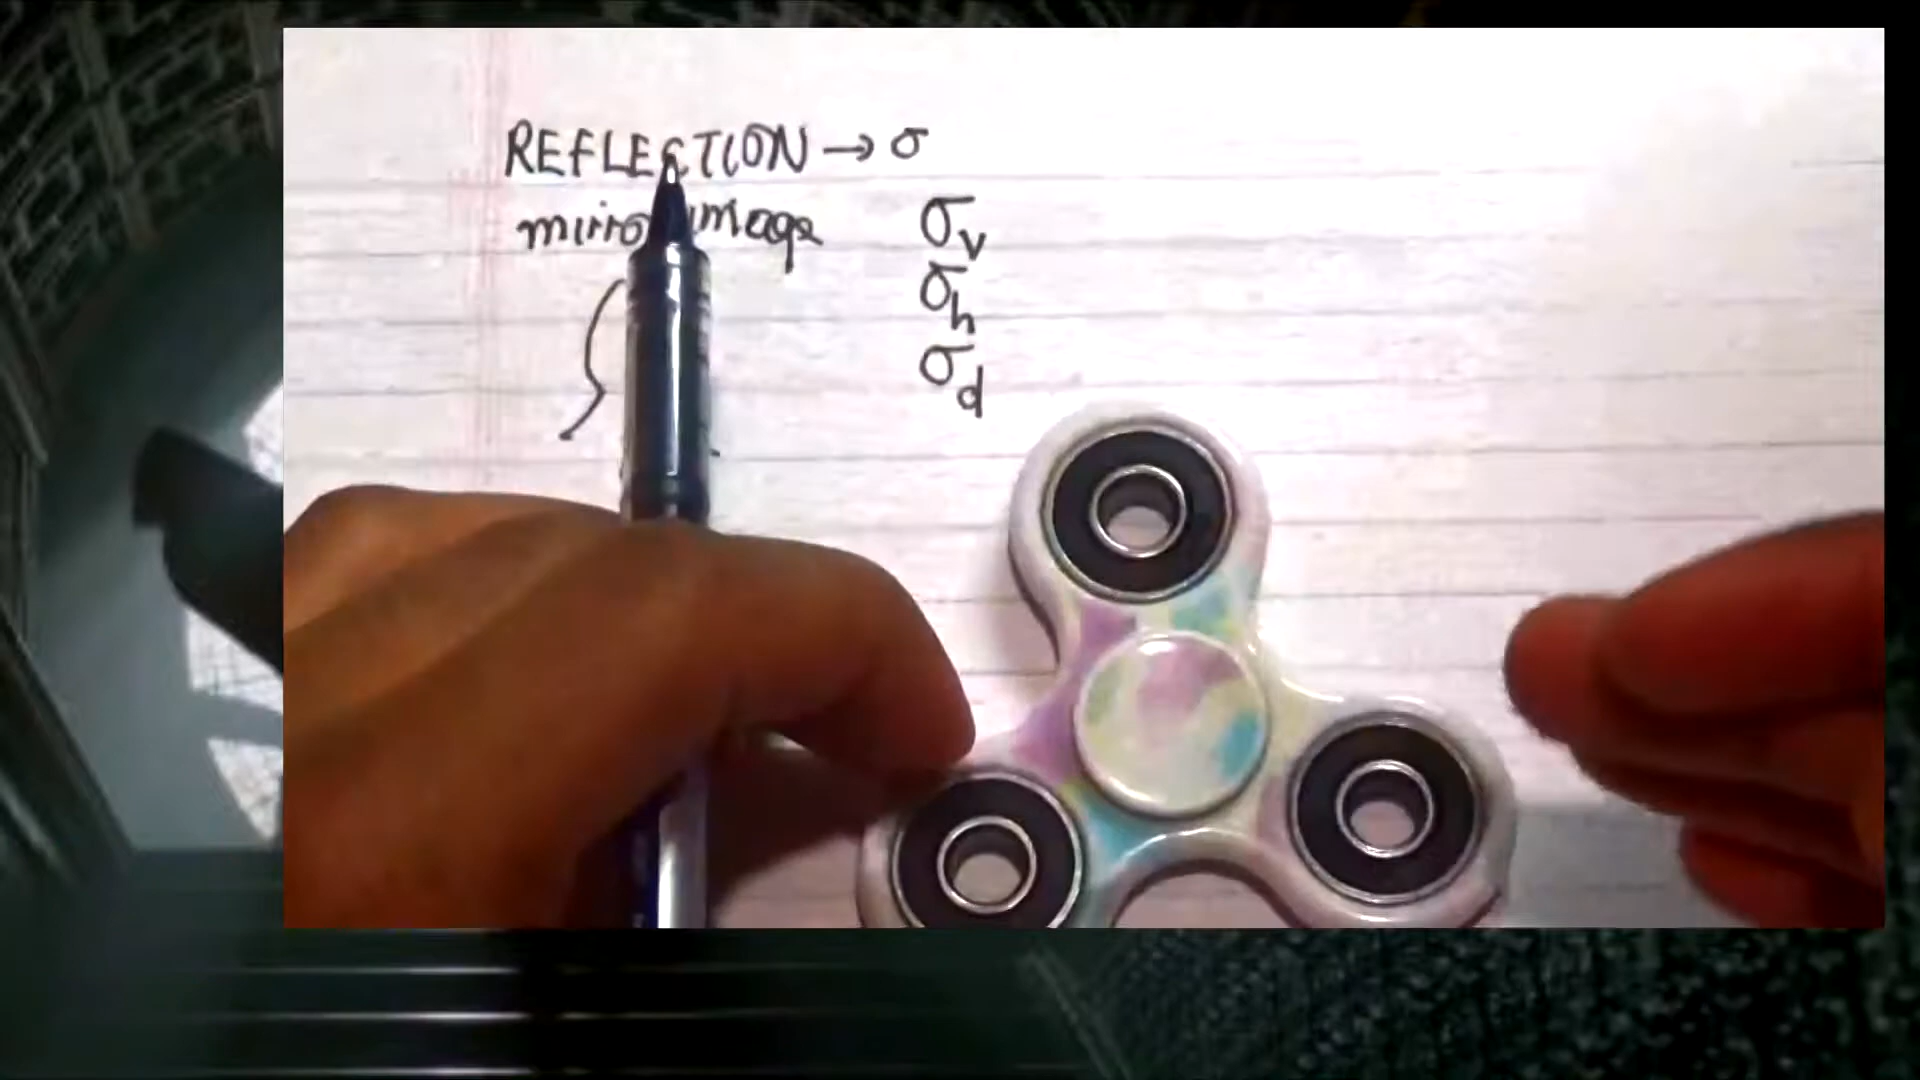 REFLECTION → σ
mirror image
σv
σh
σd